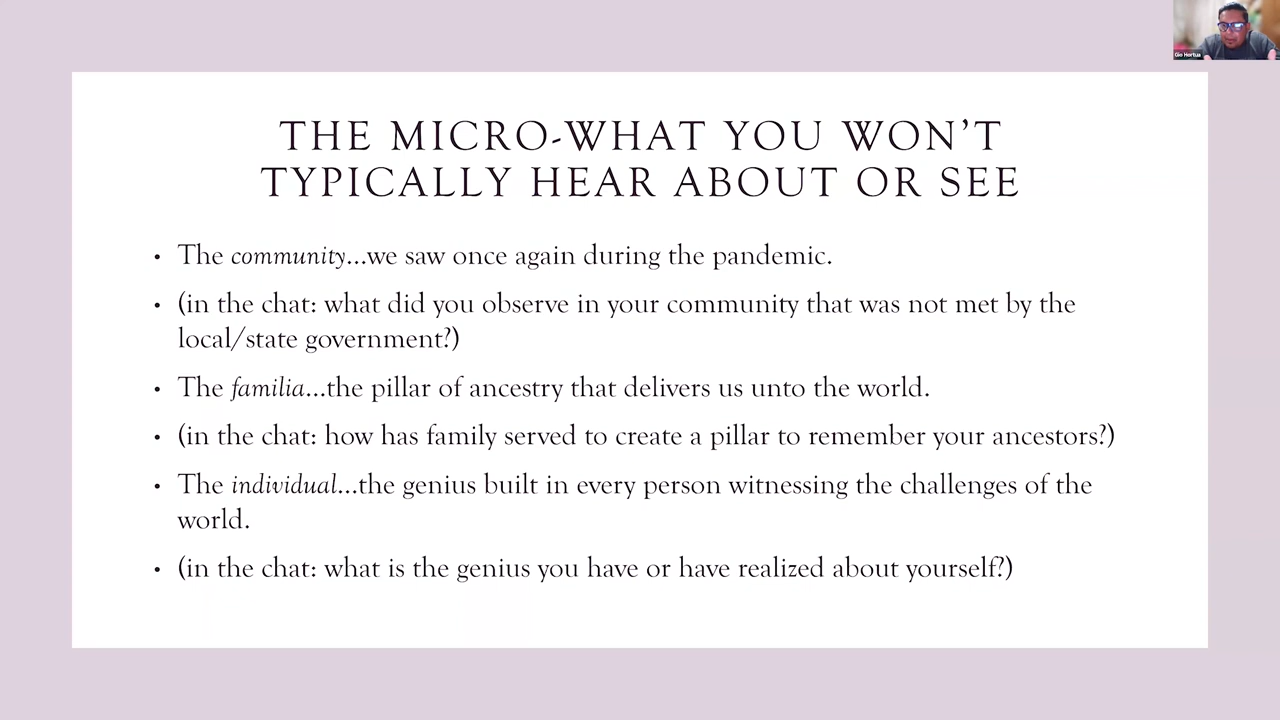 Gio Hortua
THE MICRO-WHAT YOU WON'T
TYPICALLY HEAR ABOUT OR SEE
• The community...we saw once again during the pandemic.
• (in the chat: what did you observe in your community that was not met by the
local/state government?)
• The familia...the pillar of ancestry that delivers us unto the world.
• (in the chat: how has family served to create a pillar to remember your ancestors?)
• The individual...the genius built in every person witnessing the challenges of the
world.
• (in the chat: what is the genius you have or have realized about yourself?)